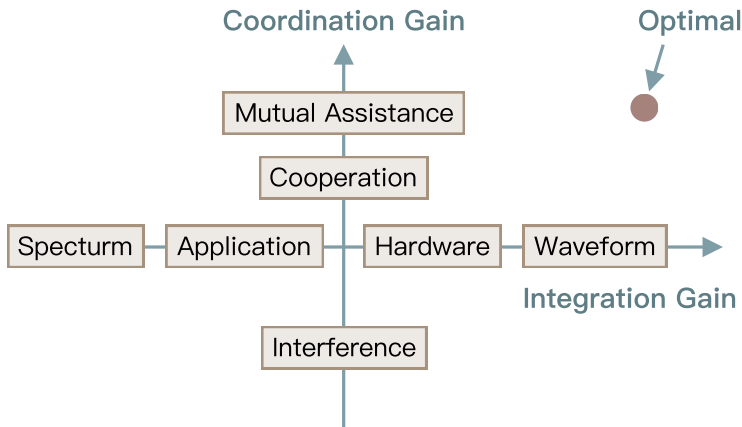 Coordination Gain
Optimal
Mutual Assistance
Cooperation
Specturm
Application
Hardware
Waveform
Integration Gain
Interference